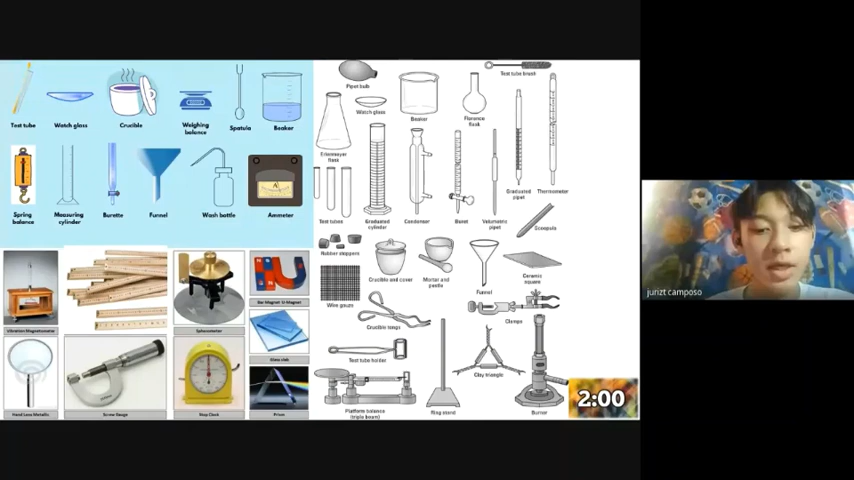 Test tube
Watch glass
Crucible
Weighing
balance
Spatula
Beaker
Spring
balance
Measuring
cylinder
Burette
Funnel
Wash bottle
Ammeter
A
Vibration Magnetometer
Spherometer
Bar Magnet U Magnet
Glass slab
Hand Lens Metallic
Screw Gauge
Stop Clock
Prism
Pipet bulb
Test tube brush
Watch glass
Beaker
Florence
flask
Erlenmeyer
flask
Graduated
pipet
Thermometer
Test tubes
Graduated
cylinder
Condenser
Buret
Volumetric
pipet
Scoopula
Rubber stoppers
Crucible and cover
Mortar and
pestle
Funnel
Ceramic
square
Wire gauze
Crucible tongs
Clamps
Test tube holder
Clay triangle
Platform balance
(triple beam)
Ring stand
Burner
2:00
jurizt camposo